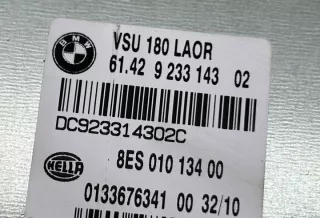 BMW
VSU 180 LAOR
61.42 9 233 143 02
DC923314302C
8ES 010 134 00
HELLA
0133676341 00 32/10